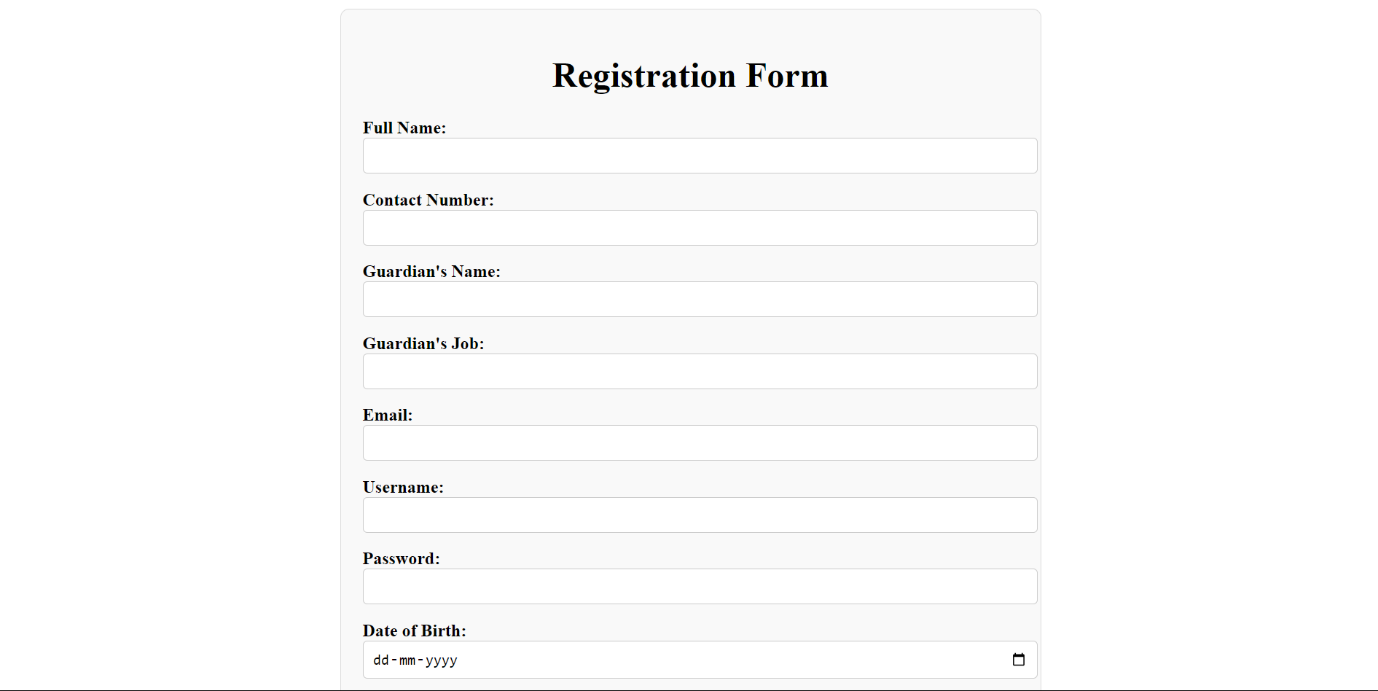 Registration Form
Full Name:
Contact Number:
Guardian's Name:
Guardian's Job:
Email:
Username:
Password:
Date of Birth:
dd-mm-yyyy